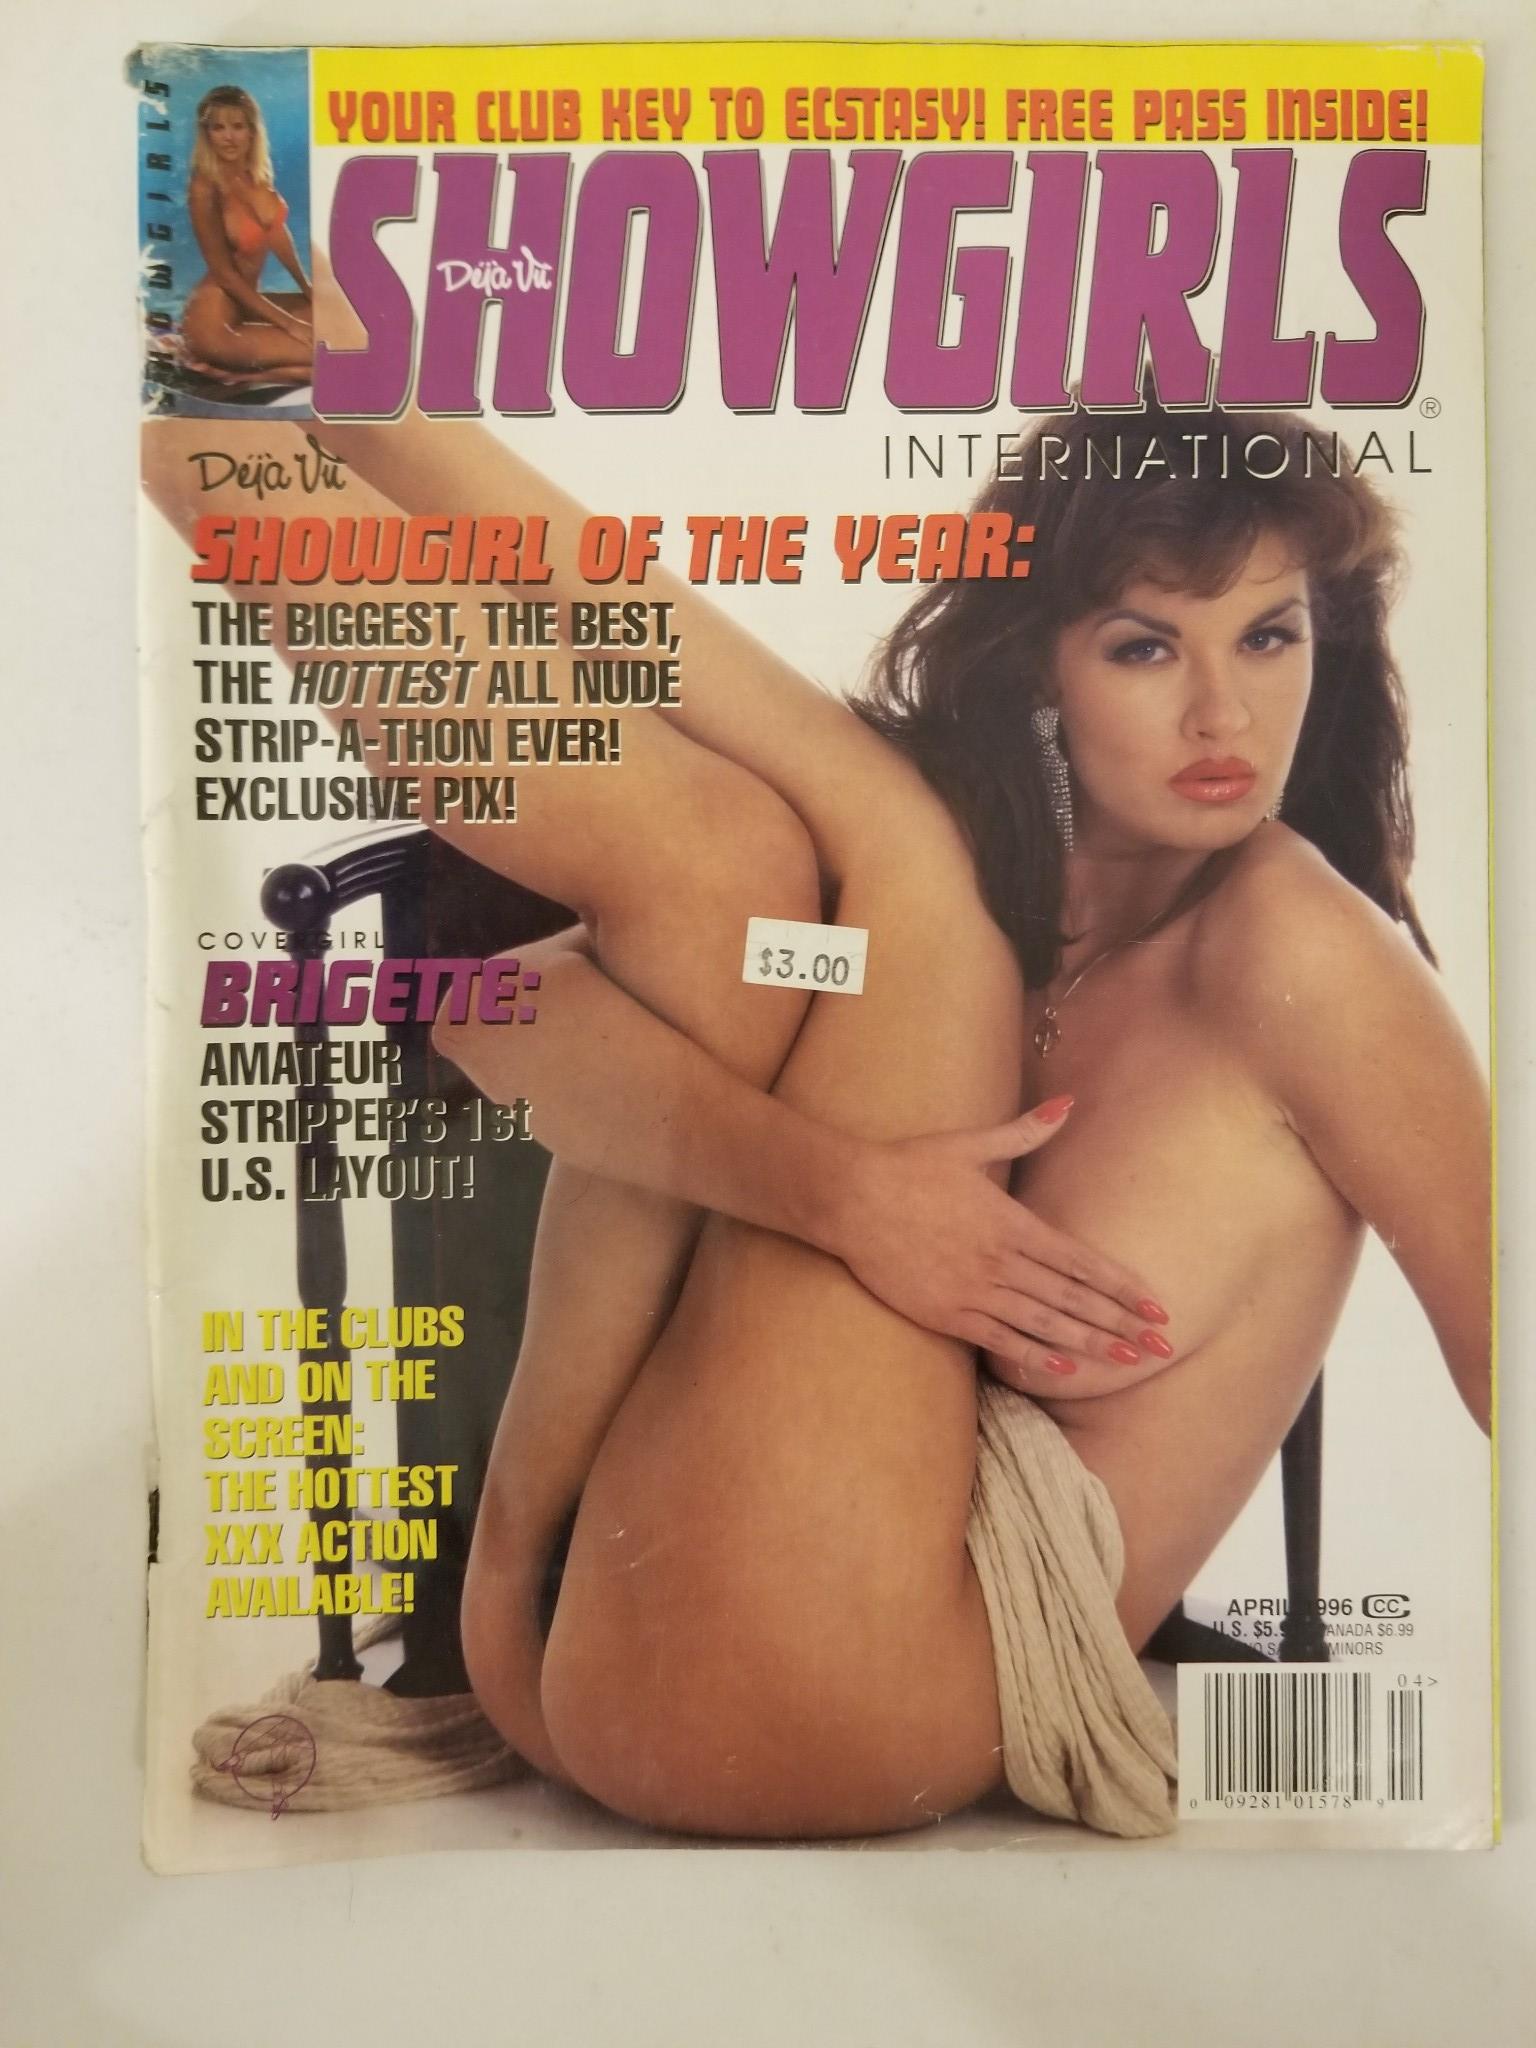 SHOWGIRLS
YOUR CLUB KEY TO ECSTASY! FREE PASS INSIDE!
Déjà Vu
SHOWGIRLS
®
INTERNATIONAL
Déjà Vu
SHOWGIRL OF THE YEAR:
THE BIGGEST, THE BEST,
THE HOTTEST ALL NUDE
STRIP-A-THON EVER!
EXCLUSIVE PIX!
$3.00
COVERGIRL
BRIGETTE:
AMATEUR
STRIPPER'S 1st
U.S. LAYOUT!
IN THE CLUBS
AND ON THE
SCREEN:
THE HOTTEST
XXX ACTION
AVAILABLE!
APRIL 1996 CC
U.S. CANADA $6.99
MINORS
04>
0 09281 01578 9